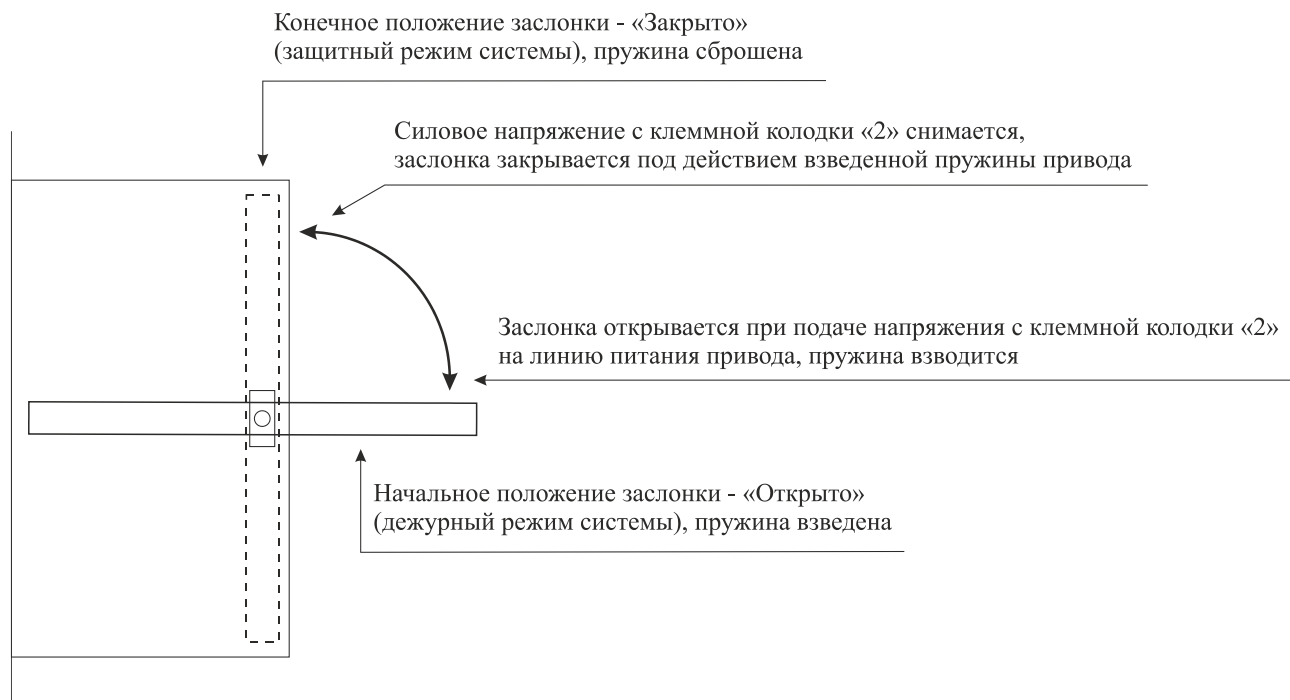 Конечное положение заслонки - «Закрыто»
(защитный режим системы), пружина сброшена
Силовое напряжение с клеммной колодки «2» снимается,
заслонка закрывается под действием взведенной пружины привода
Заслонка открывается при подаче напряжения с клеммной колодки «2»
на линию питания привода, пружина взводится
Начальное положение заслонки - «Открыто»
(дежурный режим системы), пружина взведена